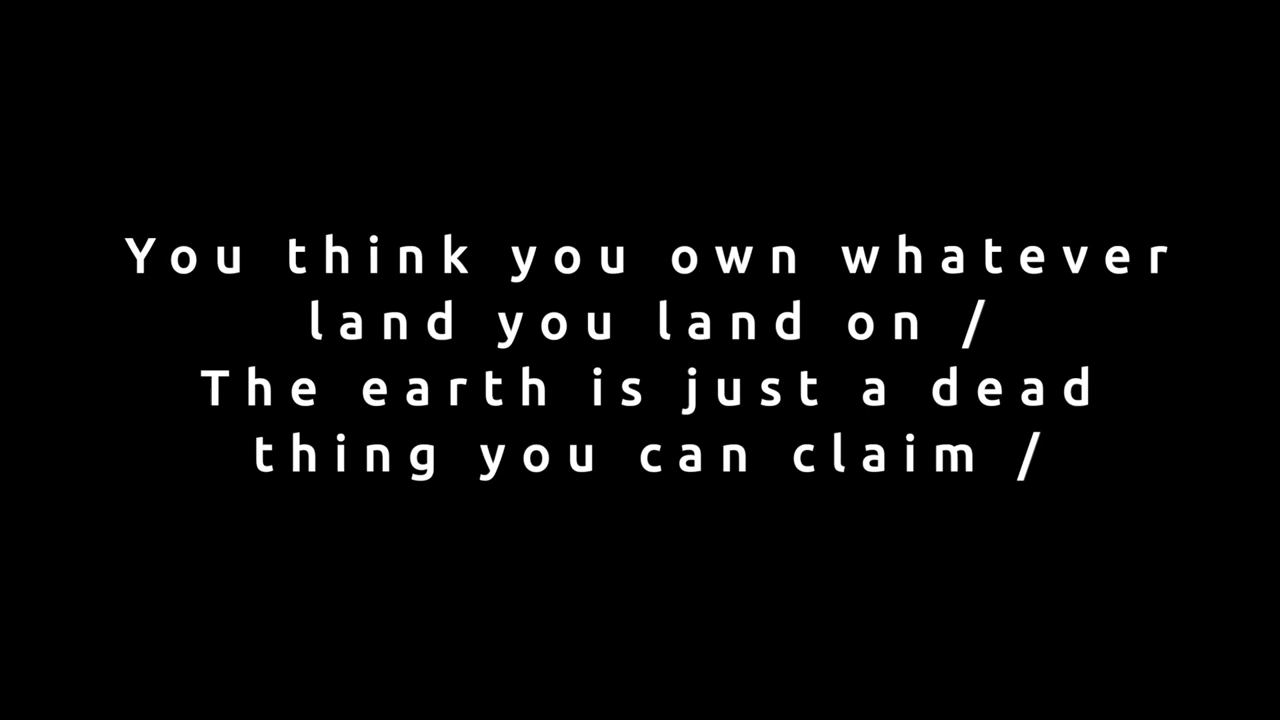 You think you own whatever
land you land on /
The earth is just a dead
thing you can claim /